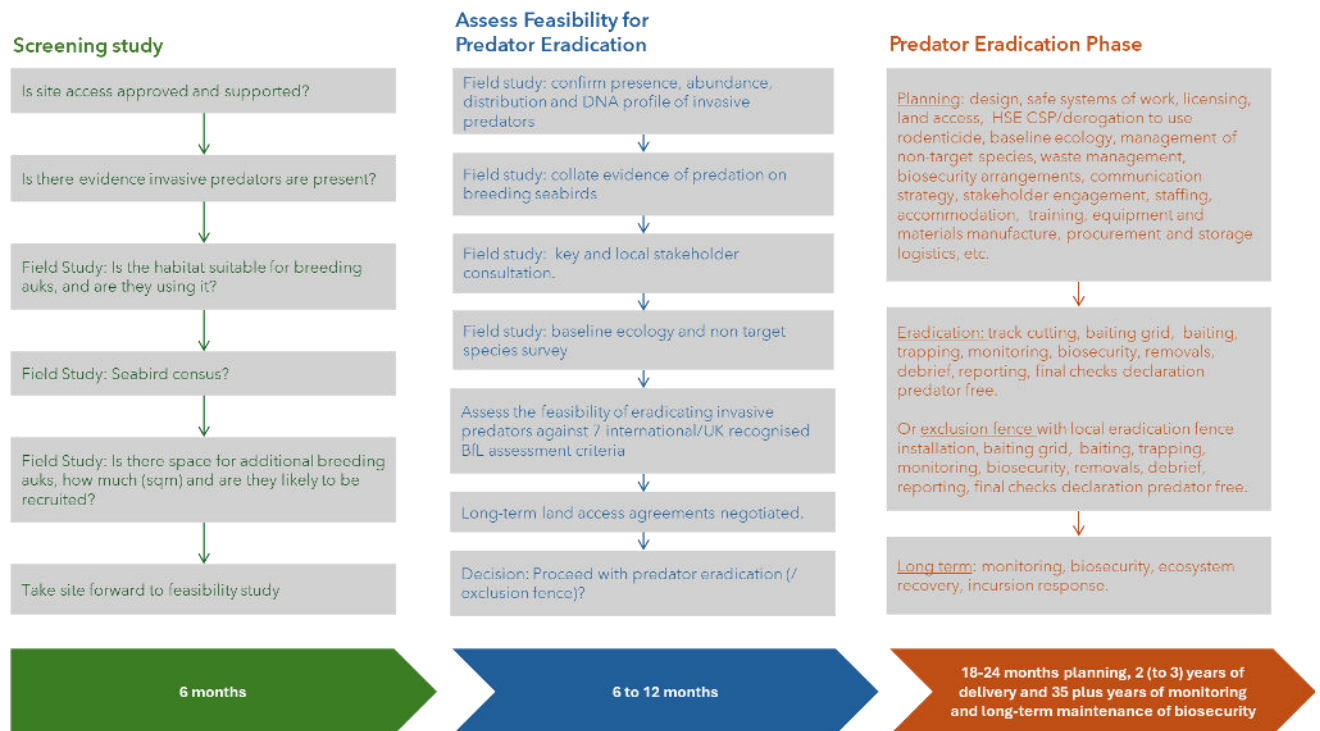 Screening study
Is site access approved and supported?
Is there evidence invasive predators are present?
Field Study: Is the habitat suitable for breeding
auks, and are they using it?
Field Study: Seabird census?
Field Study: Is there space for additional breeding
auks, how much (sqm) and are they likely to be
recruited?
Take site forward to feasibility study
6 months
Assess Feasibility for
Predator Eradication
Field study: confirm presence, abundance,
distribution and DNA profile of invasive
predators
Field study: collate evidence of predation on
breeding seabirds
Field study:  key and local stakeholder
consultation.
Field study: baseline ecology and non target
species survey
Assess the feasibility of eradicating invasive
predators against 7 international/UK recognised
BfL assessment criteria
Long-term land access agreements negotiated.
Decision: Proceed with predator eradication (/
exclusion fence)?
6 to 12 months
Predator Eradication Phase
Planning: design, safe systems of work, licensing,
land access,  HSE CSP/derogation to use
rodenticide, baseline ecology, management of
non-target species, waste management,
biosecurity arrangements, communication
strategy, stakeholder engagement, staffing,
accommodation,  training, equipment and
materials manufacture, procurement and storage
logistics, etc.
Eradication: track cutting, baiting grid,  baiting,
trapping, monitoring, biosecurity, removals,
debrief, reporting, final checks declaration
predator free.
Or exclusion fence with local eradication fence
installation, baiting grid,  baiting, trapping,
monitoring, biosecurity, removals, debrief,
reporting, final checks declaration predator free.
Long term: monitoring, biosecurity, ecosystem
recovery, incursion response.
18-24 months planning, 2 (to 3) years of
delivery and 35 plus years of monitoring
and long-term maintenance of biosecurity